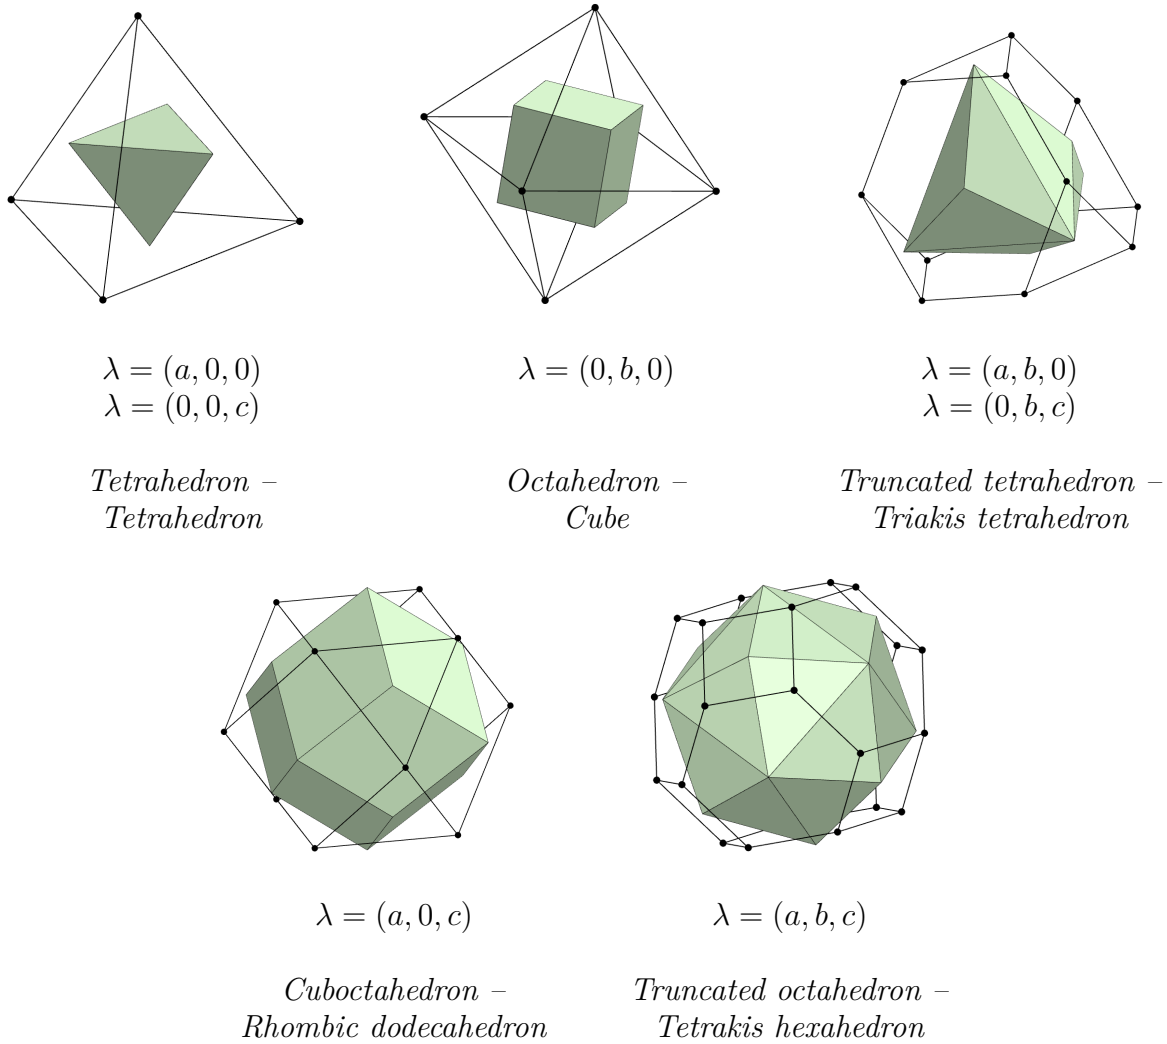 λ = (a, 0, 0)
λ = (0, 0, c)
Tetrahedron –
Tetrahedron
λ = (0, b, 0)
Octahedron –
Cube
λ = (a, b, 0)
λ = (0, b, c)
Truncated tetrahedron –
Triakis tetrahedron
λ = (a, 0, c)
Cuboctahedron –
Rhombic dodecahedron
λ = (a, b, c)
Truncated octahedron –
Tetrakis hexahedron